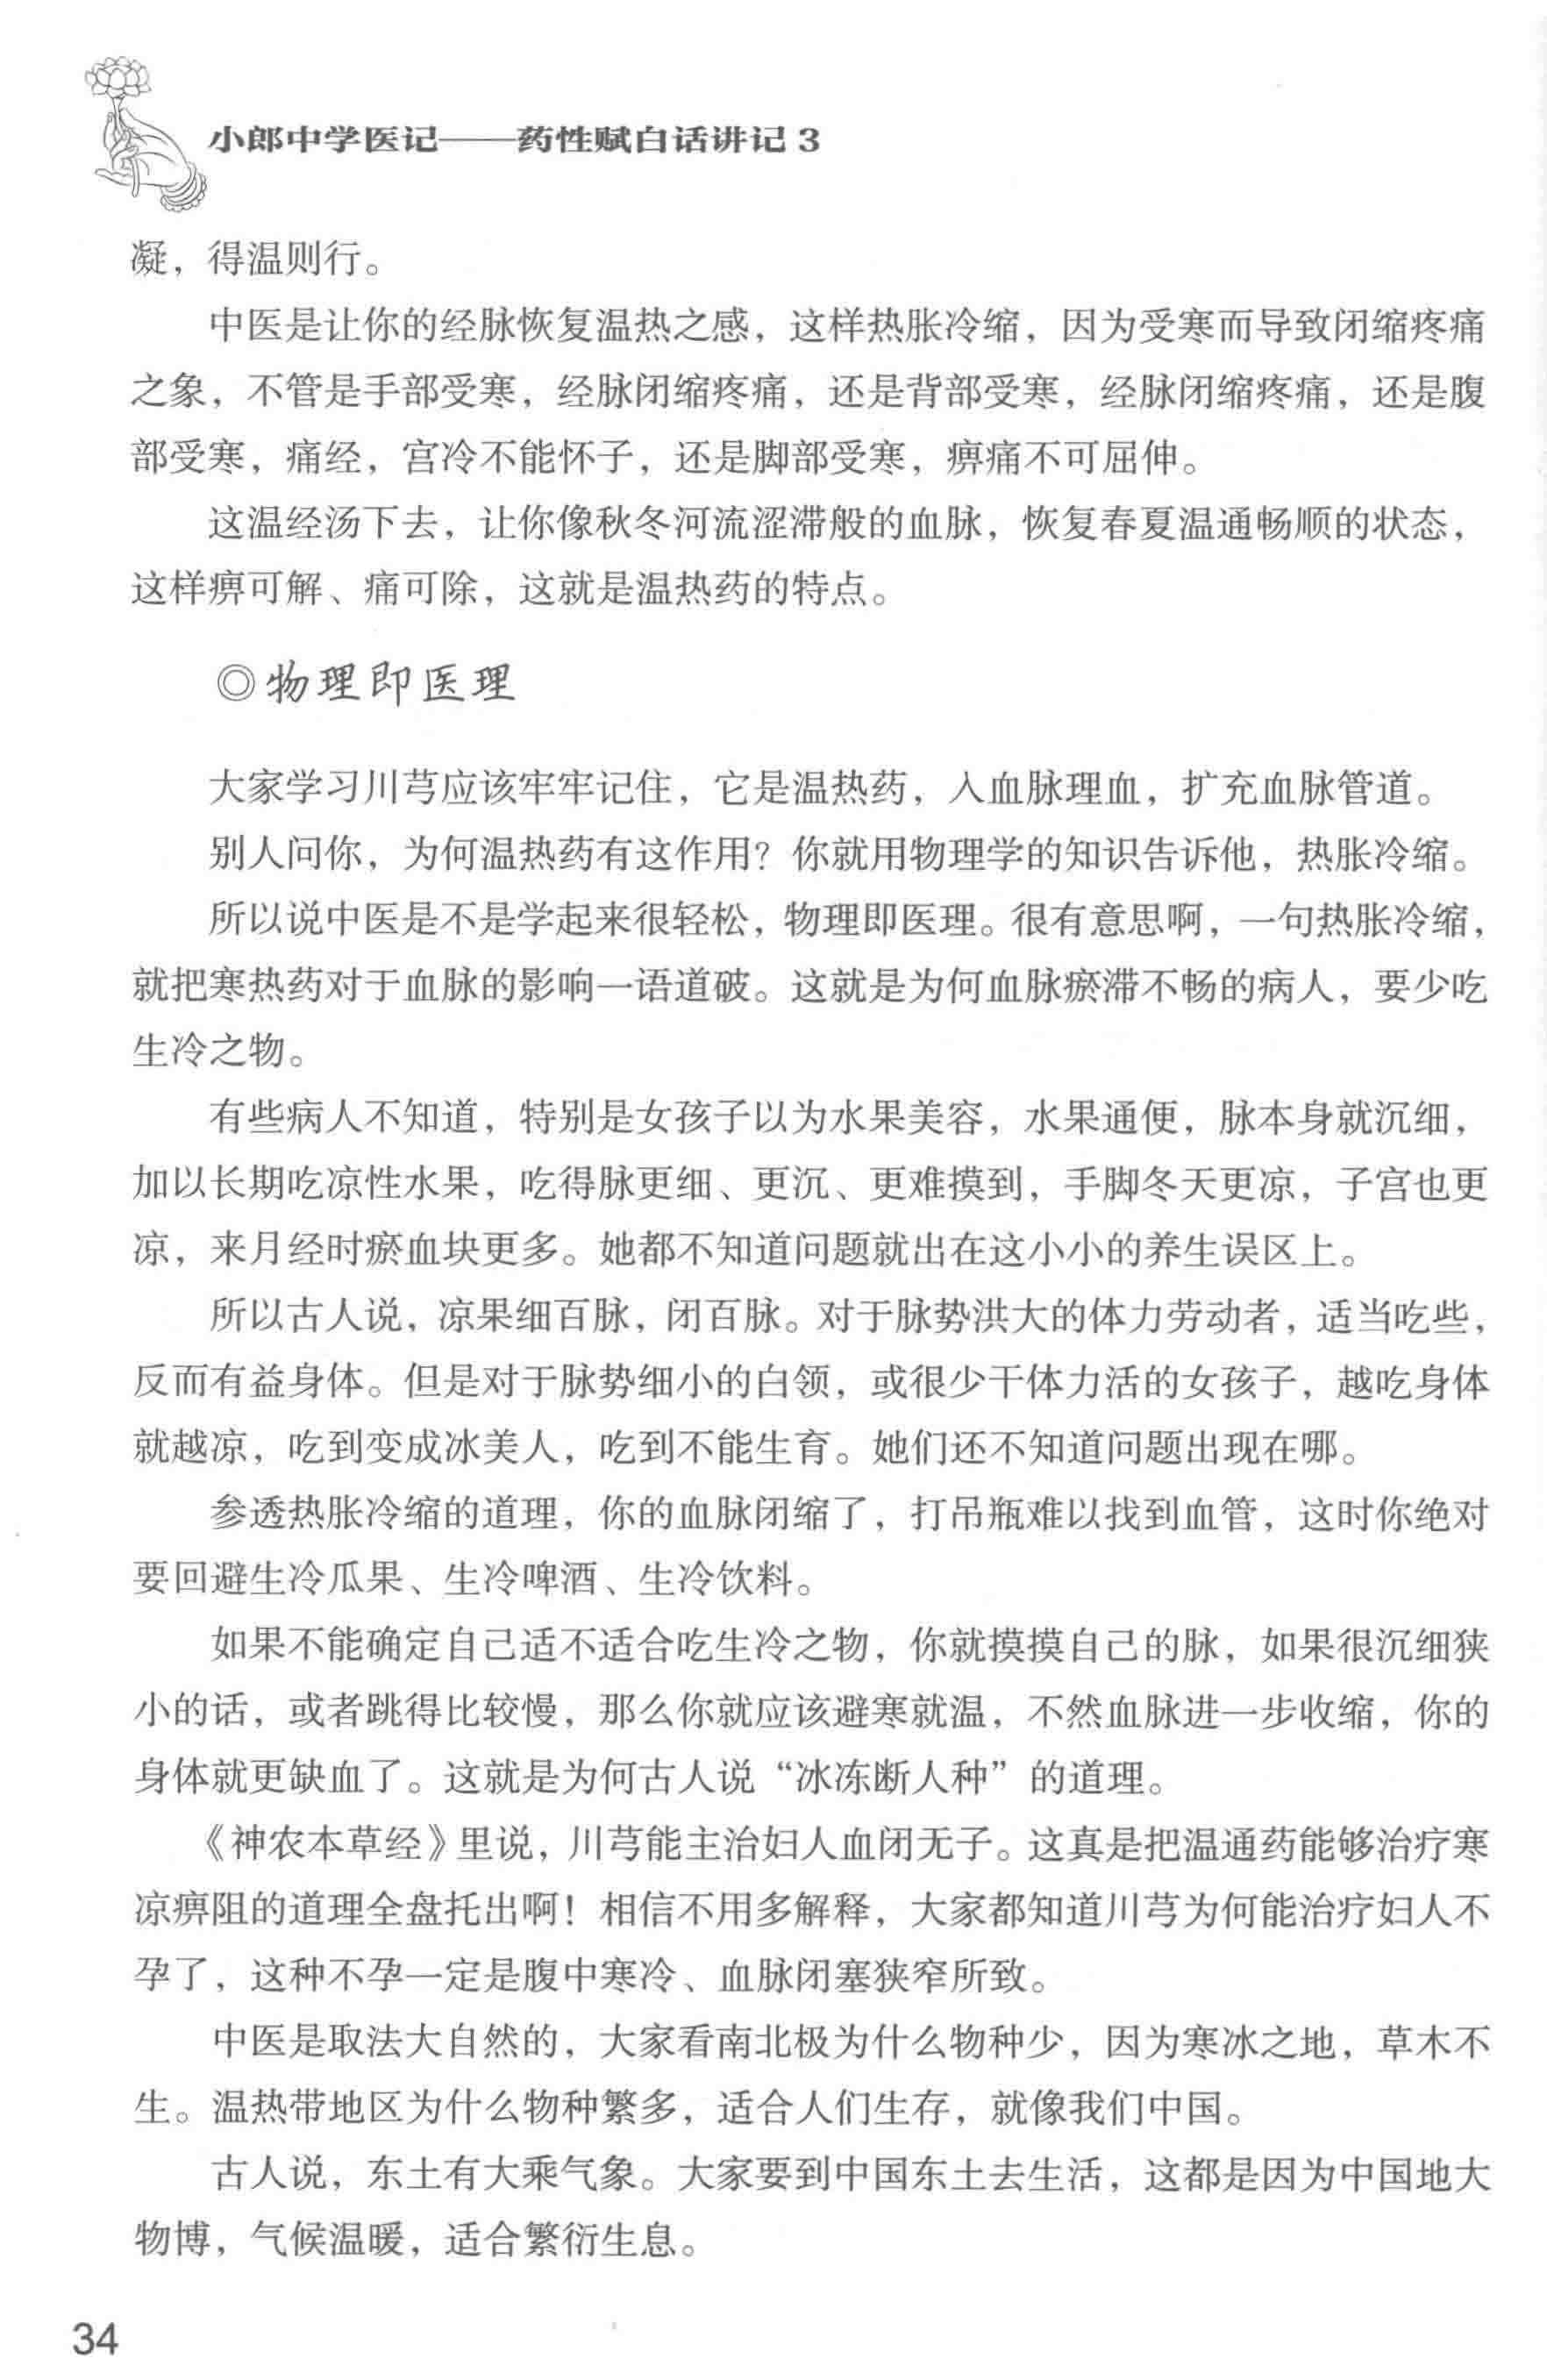 小郎中学医记——药性赋白话讲记3
凝，得温则行。
中医是让你的经脉恢复温热之感，这样热胀冷缩，因为受寒而导致闭缩疼痛
之象，不管是手部受寒，经脉闭缩疼痛，还是背部受寒，经脉闭缩疼痛，还是腹
部受寒，痛经，宫冷不能怀子，还是脚部受寒，痹痛不可屈伸。
这温经汤下去，让你像秋冬河流涩滞般的血脉，恢复春夏温通畅顺的状态，
这样痹可解、痛可除，这就是温热药的特点。
◎物理即医理
大家学习川芎应该牢牢记住，它是温热药，入血脉理血，扩充血脉管道。
别人问你，为何温热药有这作用？你就用物理学的知识告诉他，热胀冷缩。
所以说中医是不是学起来很轻松，物理即医理。很有意思啊，一句热胀冷缩，
就把寒热药对于血脉的影响一语道破。这就是为何血脉瘀滞不畅的病人，要少吃
生冷之物。
有些病人不知道，特别是女孩子以为水果美容，水果通便，脉本身就沉细，
加以长期吃凉性水果，吃得脉更细、更沉、更难摸到，手脚冬天更凉，子宫也更
凉，来月经时瘀血块更多。她都不知道问题就出在这小小的养生误区上。
所以古人说，凉果细百脉，闭百脉。对于脉势洪大的体力劳动者，适当吃些，
反而有益身体。但是对于脉势细小的白领，或很少干体力活的女孩子，越吃身体
就越凉，吃到变成冰美人，吃到不能生育。她们还不知道问题出现在哪。
参透热胀冷缩的道理，你的血脉闭缩了，打吊瓶难以找到血管，这时你绝对
要回避生冷瓜果、生冷啤酒、生冷饮料。
如果不能确定自己适不适合吃生冷之物，你就摸摸自己的脉，如果很沉细狭
小的话，或者跳得比较慢，那么你就应该避寒就温，不然血脉进一步收缩，你的
身体就更缺血了。这就是为何古人说“冰冻断人种”的道理。
《神农本草经》里说，川芎能主治妇人血闭无子。这真是把温通药能够治疗寒
凉痹阻的道理全盘托出啊！相信不用多解释，大家都知道川芎为何能治疗妇人不
孕了，这种不孕一定是腹中寒冷、血脉闭塞狭窄所致。
中医是取法大自然的，大家看南北极为什么物种少，因为寒冰之地，草木不
生。温热带地区为什么物种繁多，适合人们生存，就像我们中国。
古人说，东土有大乘气象。大家要到中国东土去生活，这都是因为中国地大
物博，气候温暖，适合繁衍生息。
34